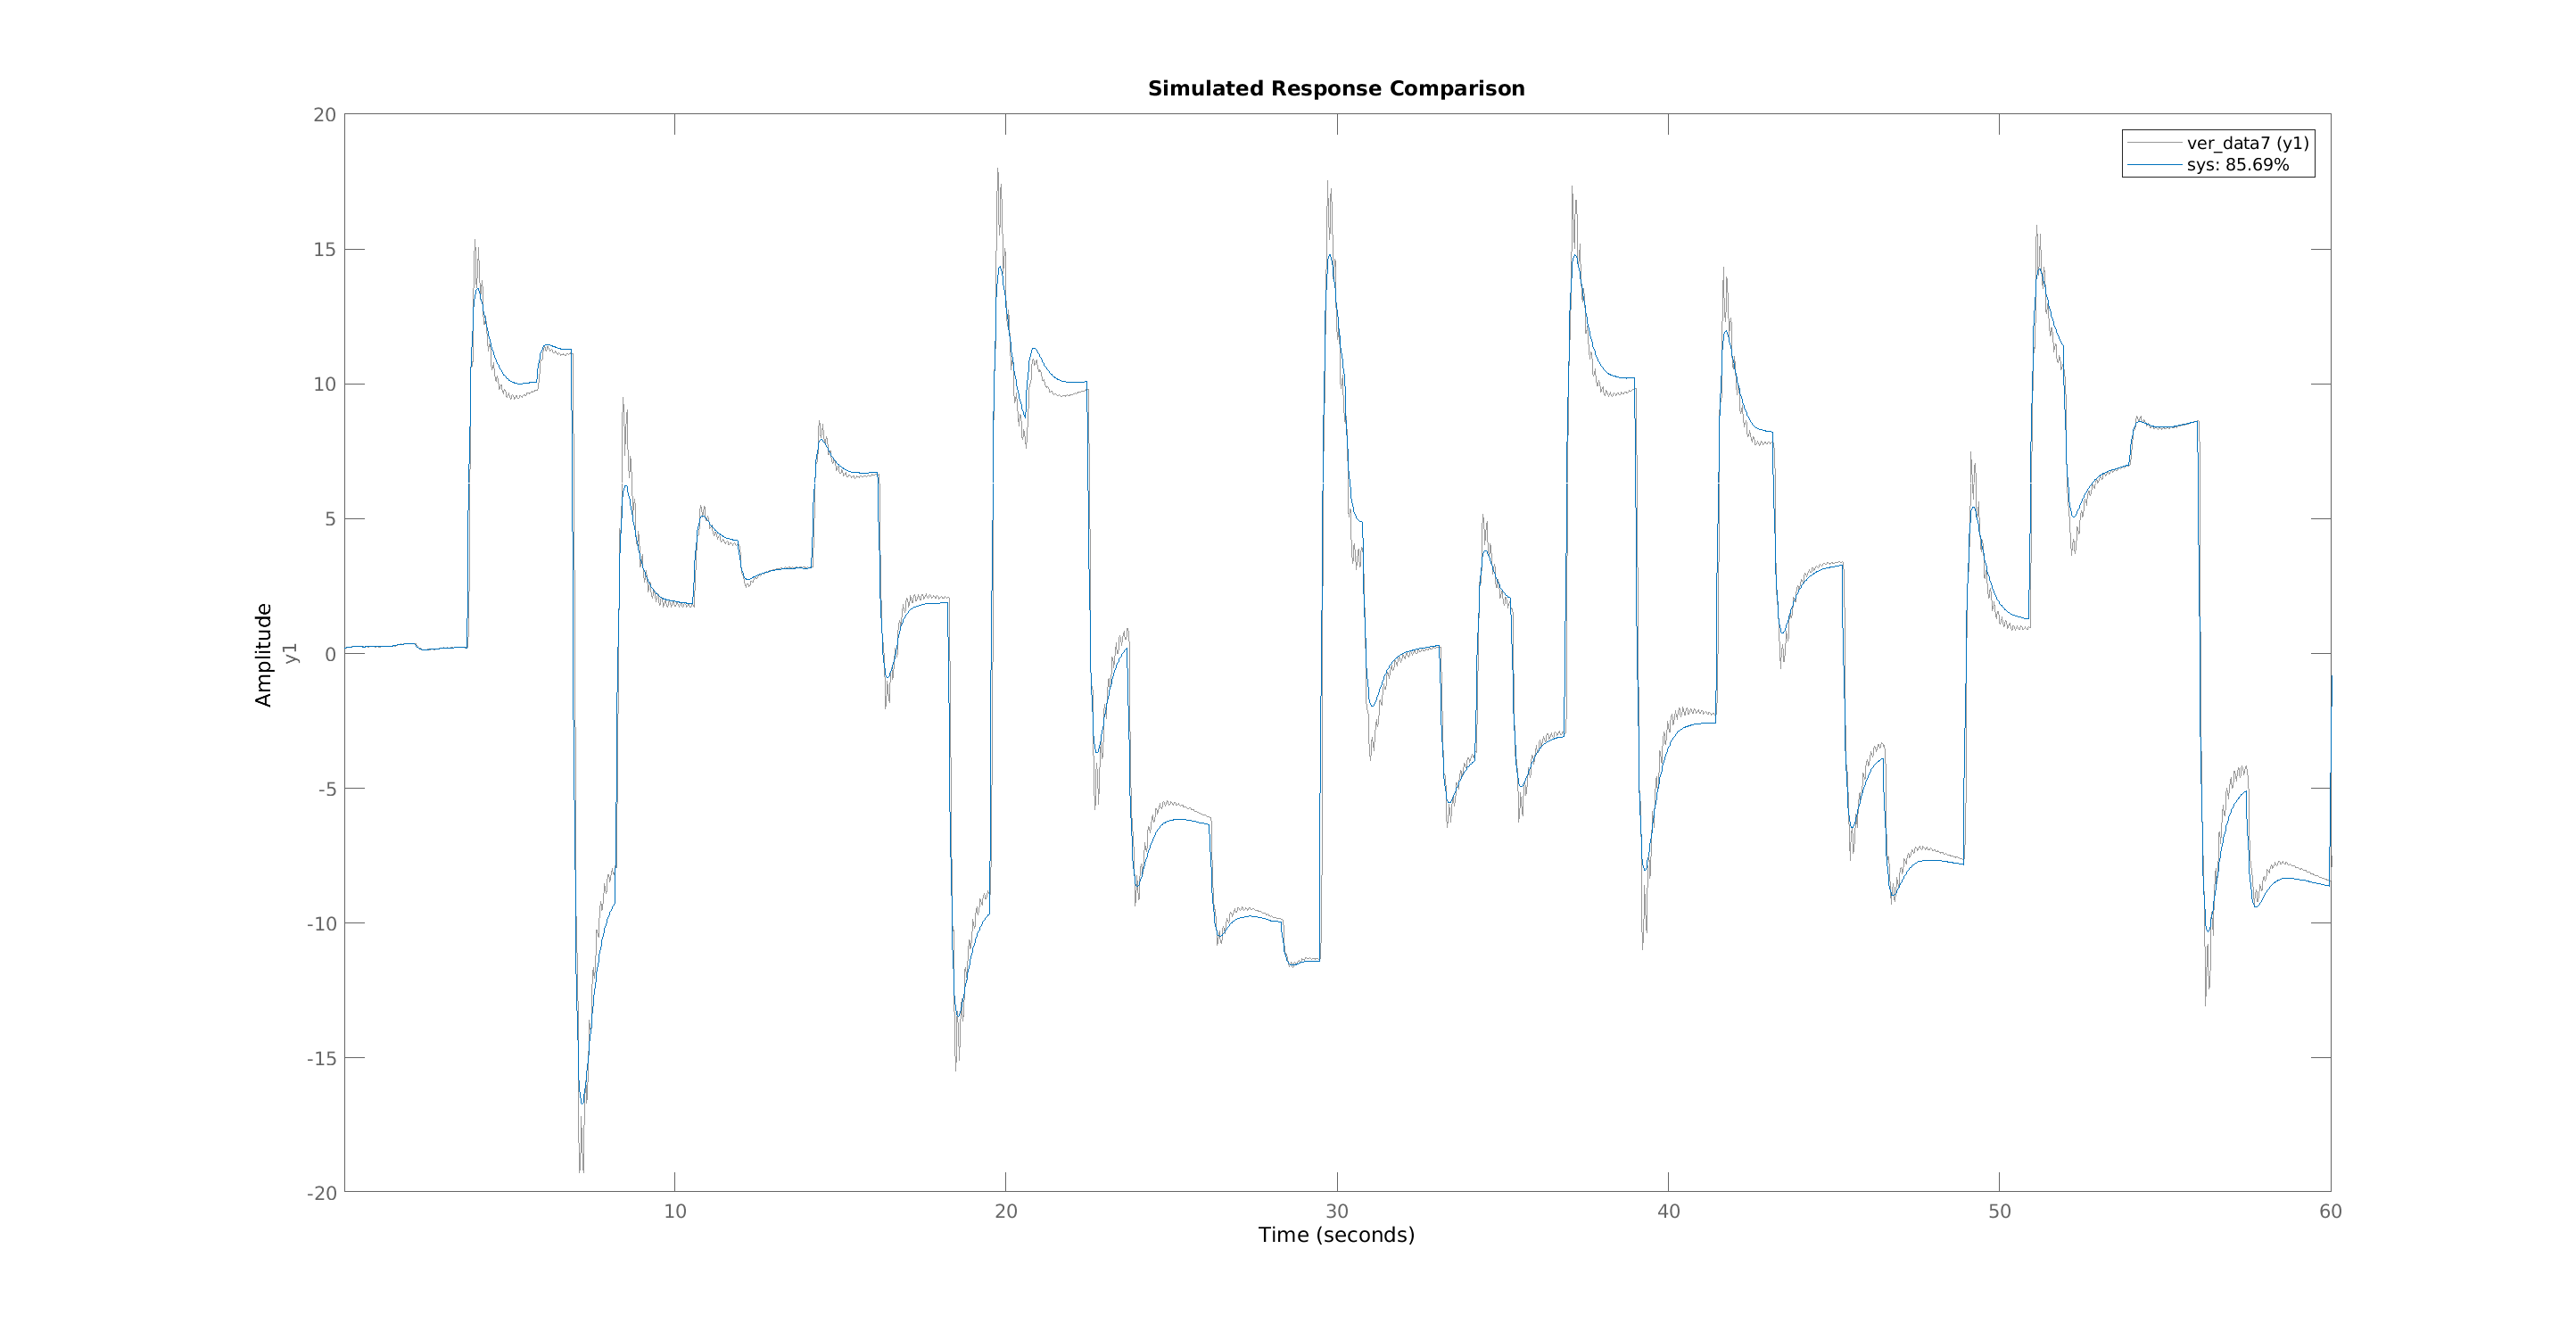 Simulated Response Comparison
ver_data7 (y1)
sys: 85.69%
20
15
10
5
0
-5
-10
-15
-20
Amplitude
y1
10
20
30
40
50
60
Time (seconds)